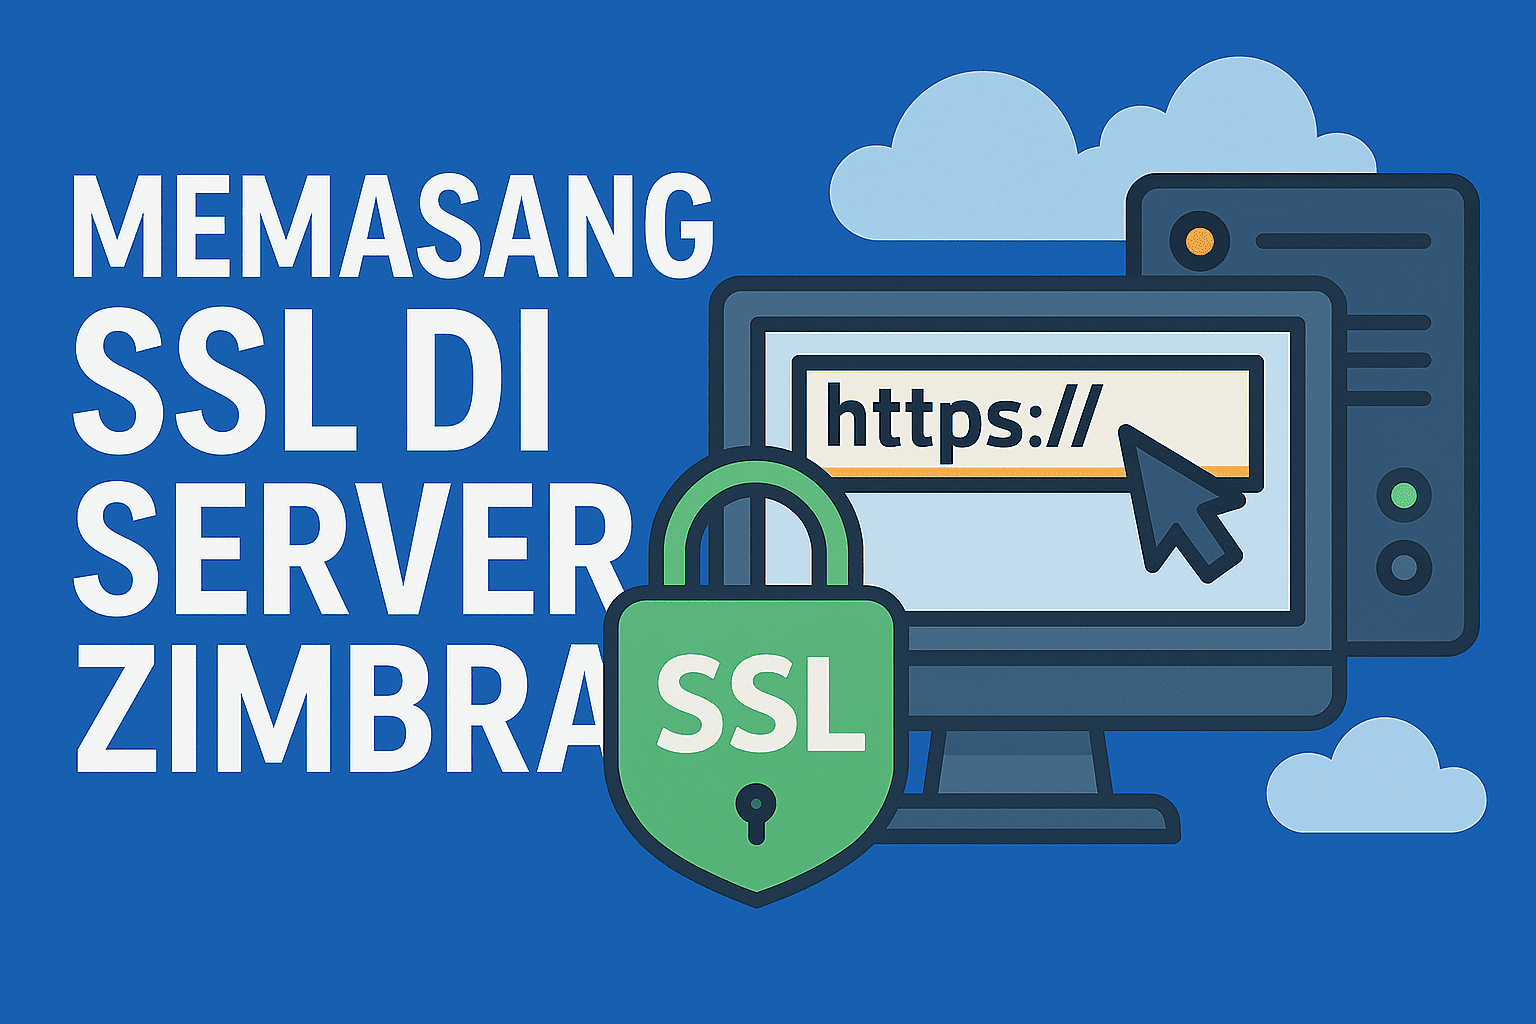 MEMASANG
SSL DI
SERVER
ZIMBRA
https://
SSL